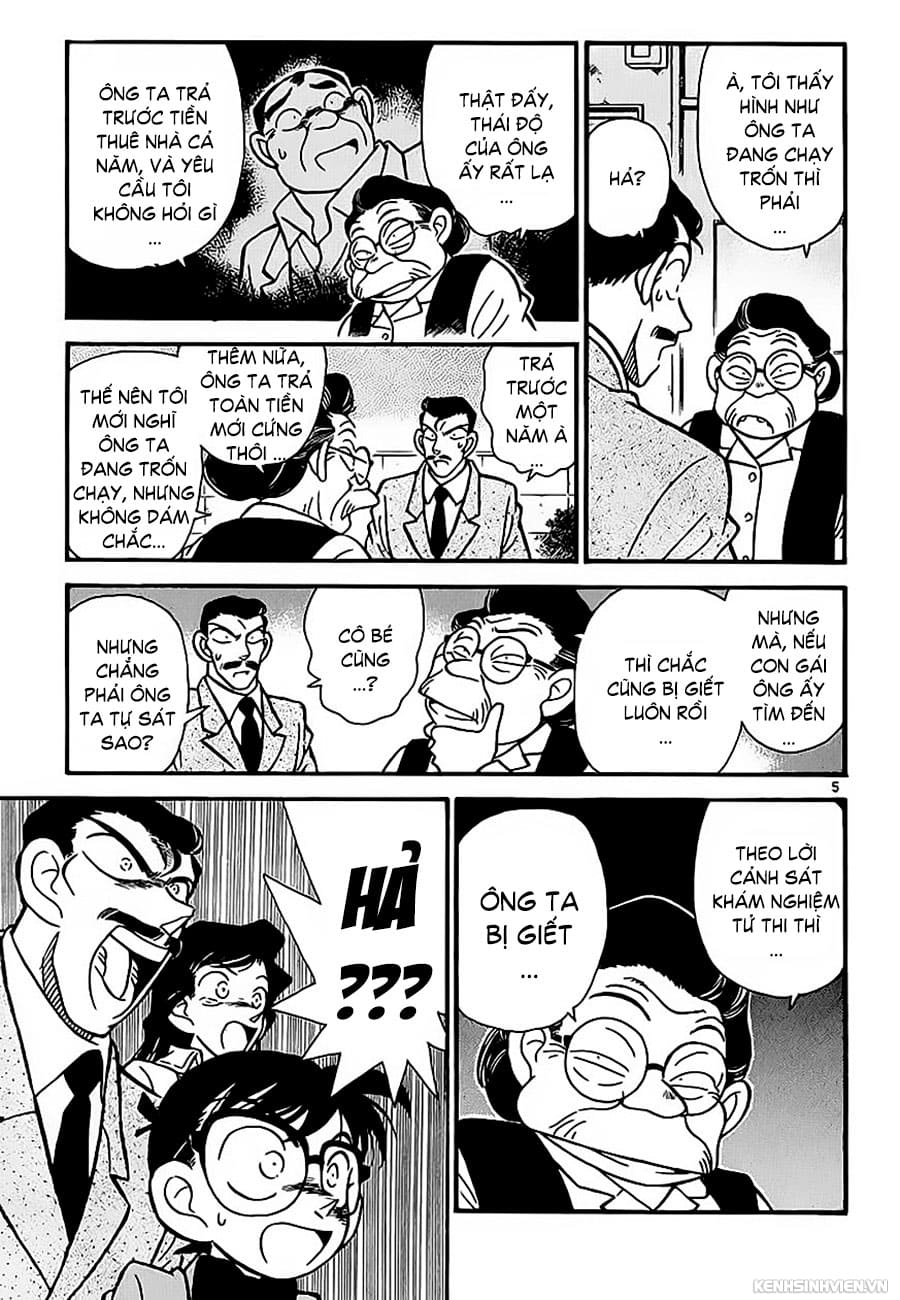 À, TÔI THẤY
HÌNH NHƯ
ÔNG TA
ĐANG CHẠY
TRỐN THÌ
PHẢI
...
HẢ?
THẬT ĐẤY,
THÁI ĐỘ
CỦA ÔNG
ẤY RẤT LẠ
...
ÔNG TA TRẢ
TRƯỚC TIỀN
THUÊ NHÀ CẢ
NĂM, VÀ YÊU
CẦU TÔI
KHÔNG HỎI GÌ
...
TRẢ
TRƯỚC
MỘT
NĂM À
...
THÊM NỮA,
ÔNG TA TRẢ
TOÀN TIỀN
MỚI CỨNG
THÔI ...
THẾ NÊN TÔI
MỚI NGHĨ
ÔNG TA
ĐANG TRỐN
CHẠY, NHƯNG
KHÔNG DÁM
CHẮC...
NHƯNG
MÀ, NẾU
CON GÁI
ÔNG ẤY
TÌM ĐẾN
...
THÌ CHẮC
CŨNG BỊ GIẾT
LUÔN RỒI
...
CÔ BÉ
CŨNG
...?
NHƯNG
CHẲNG
PHẢI ÔNG
TA TỰ SÁT
SAO?
5
THEO LỜI
CẢNH SÁT
KHÁM NGHIỆM
TỬ THI THÌ
...
ÔNG TA
BỊ GIẾT
...
HẢ
???
KENHSINHVIEN.VN